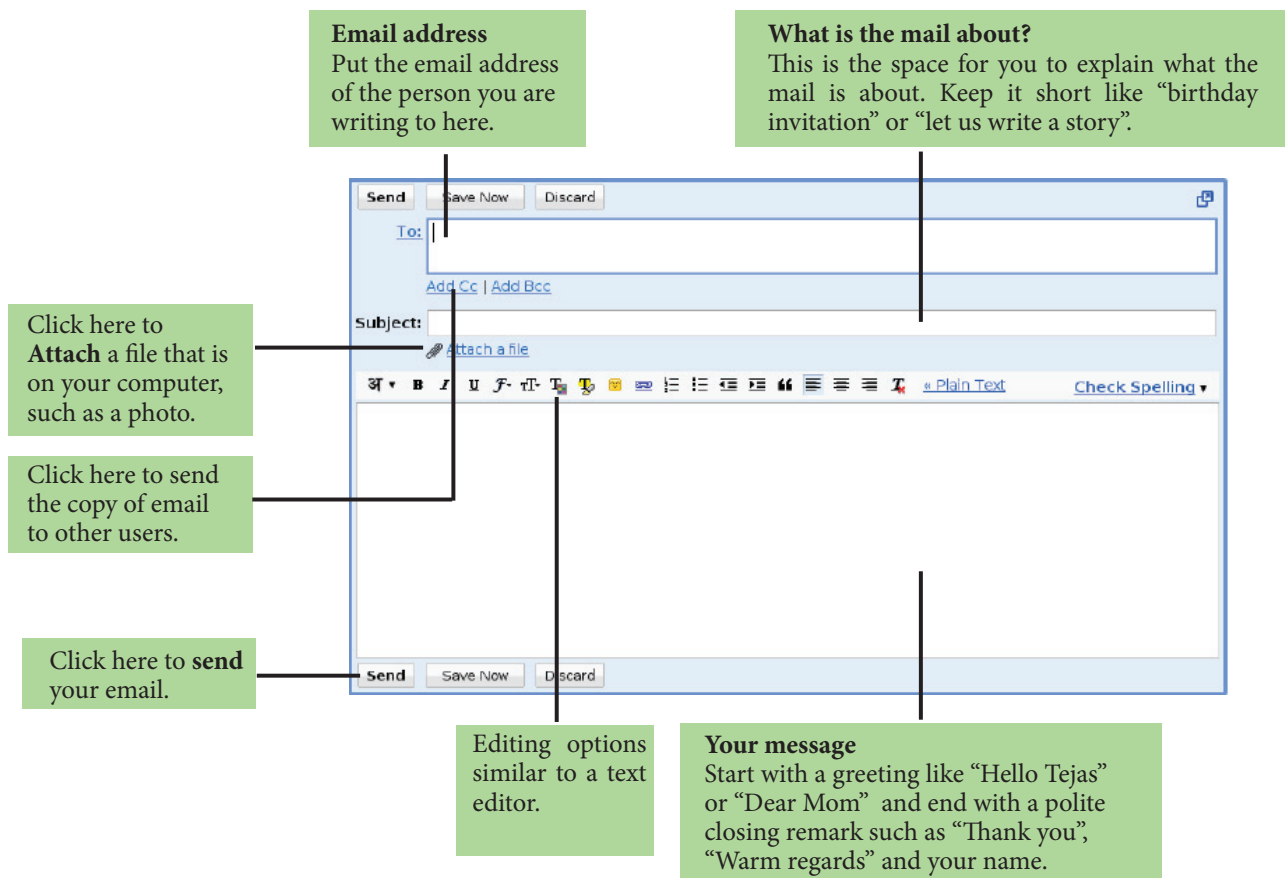 Email address
Put the email address
of the person you are
writing to here.
What is the mail about?
This is the space for you to explain what the
mail is about. Keep it short like “birthday
invitation” or “let us write a story”.
Send Save Now Discard
To:
Add Cc | Add Bcc
Subject:
Attach a file
अ B I U F T T T T « Plain Text Check Spelling
Click here to
Attach a file that is
on your computer,
such as a photo.
Click here to send
the copy of email
to other users.
Click here to send
your email.
Send Save Now Discard
Editing options
similar to a text
editor.
Your message
Start with a greeting like “Hello Tejas”
or “Dear Mom” and end with a polite
closing remark such as “Thank you”,
“Warm regards” and your name.